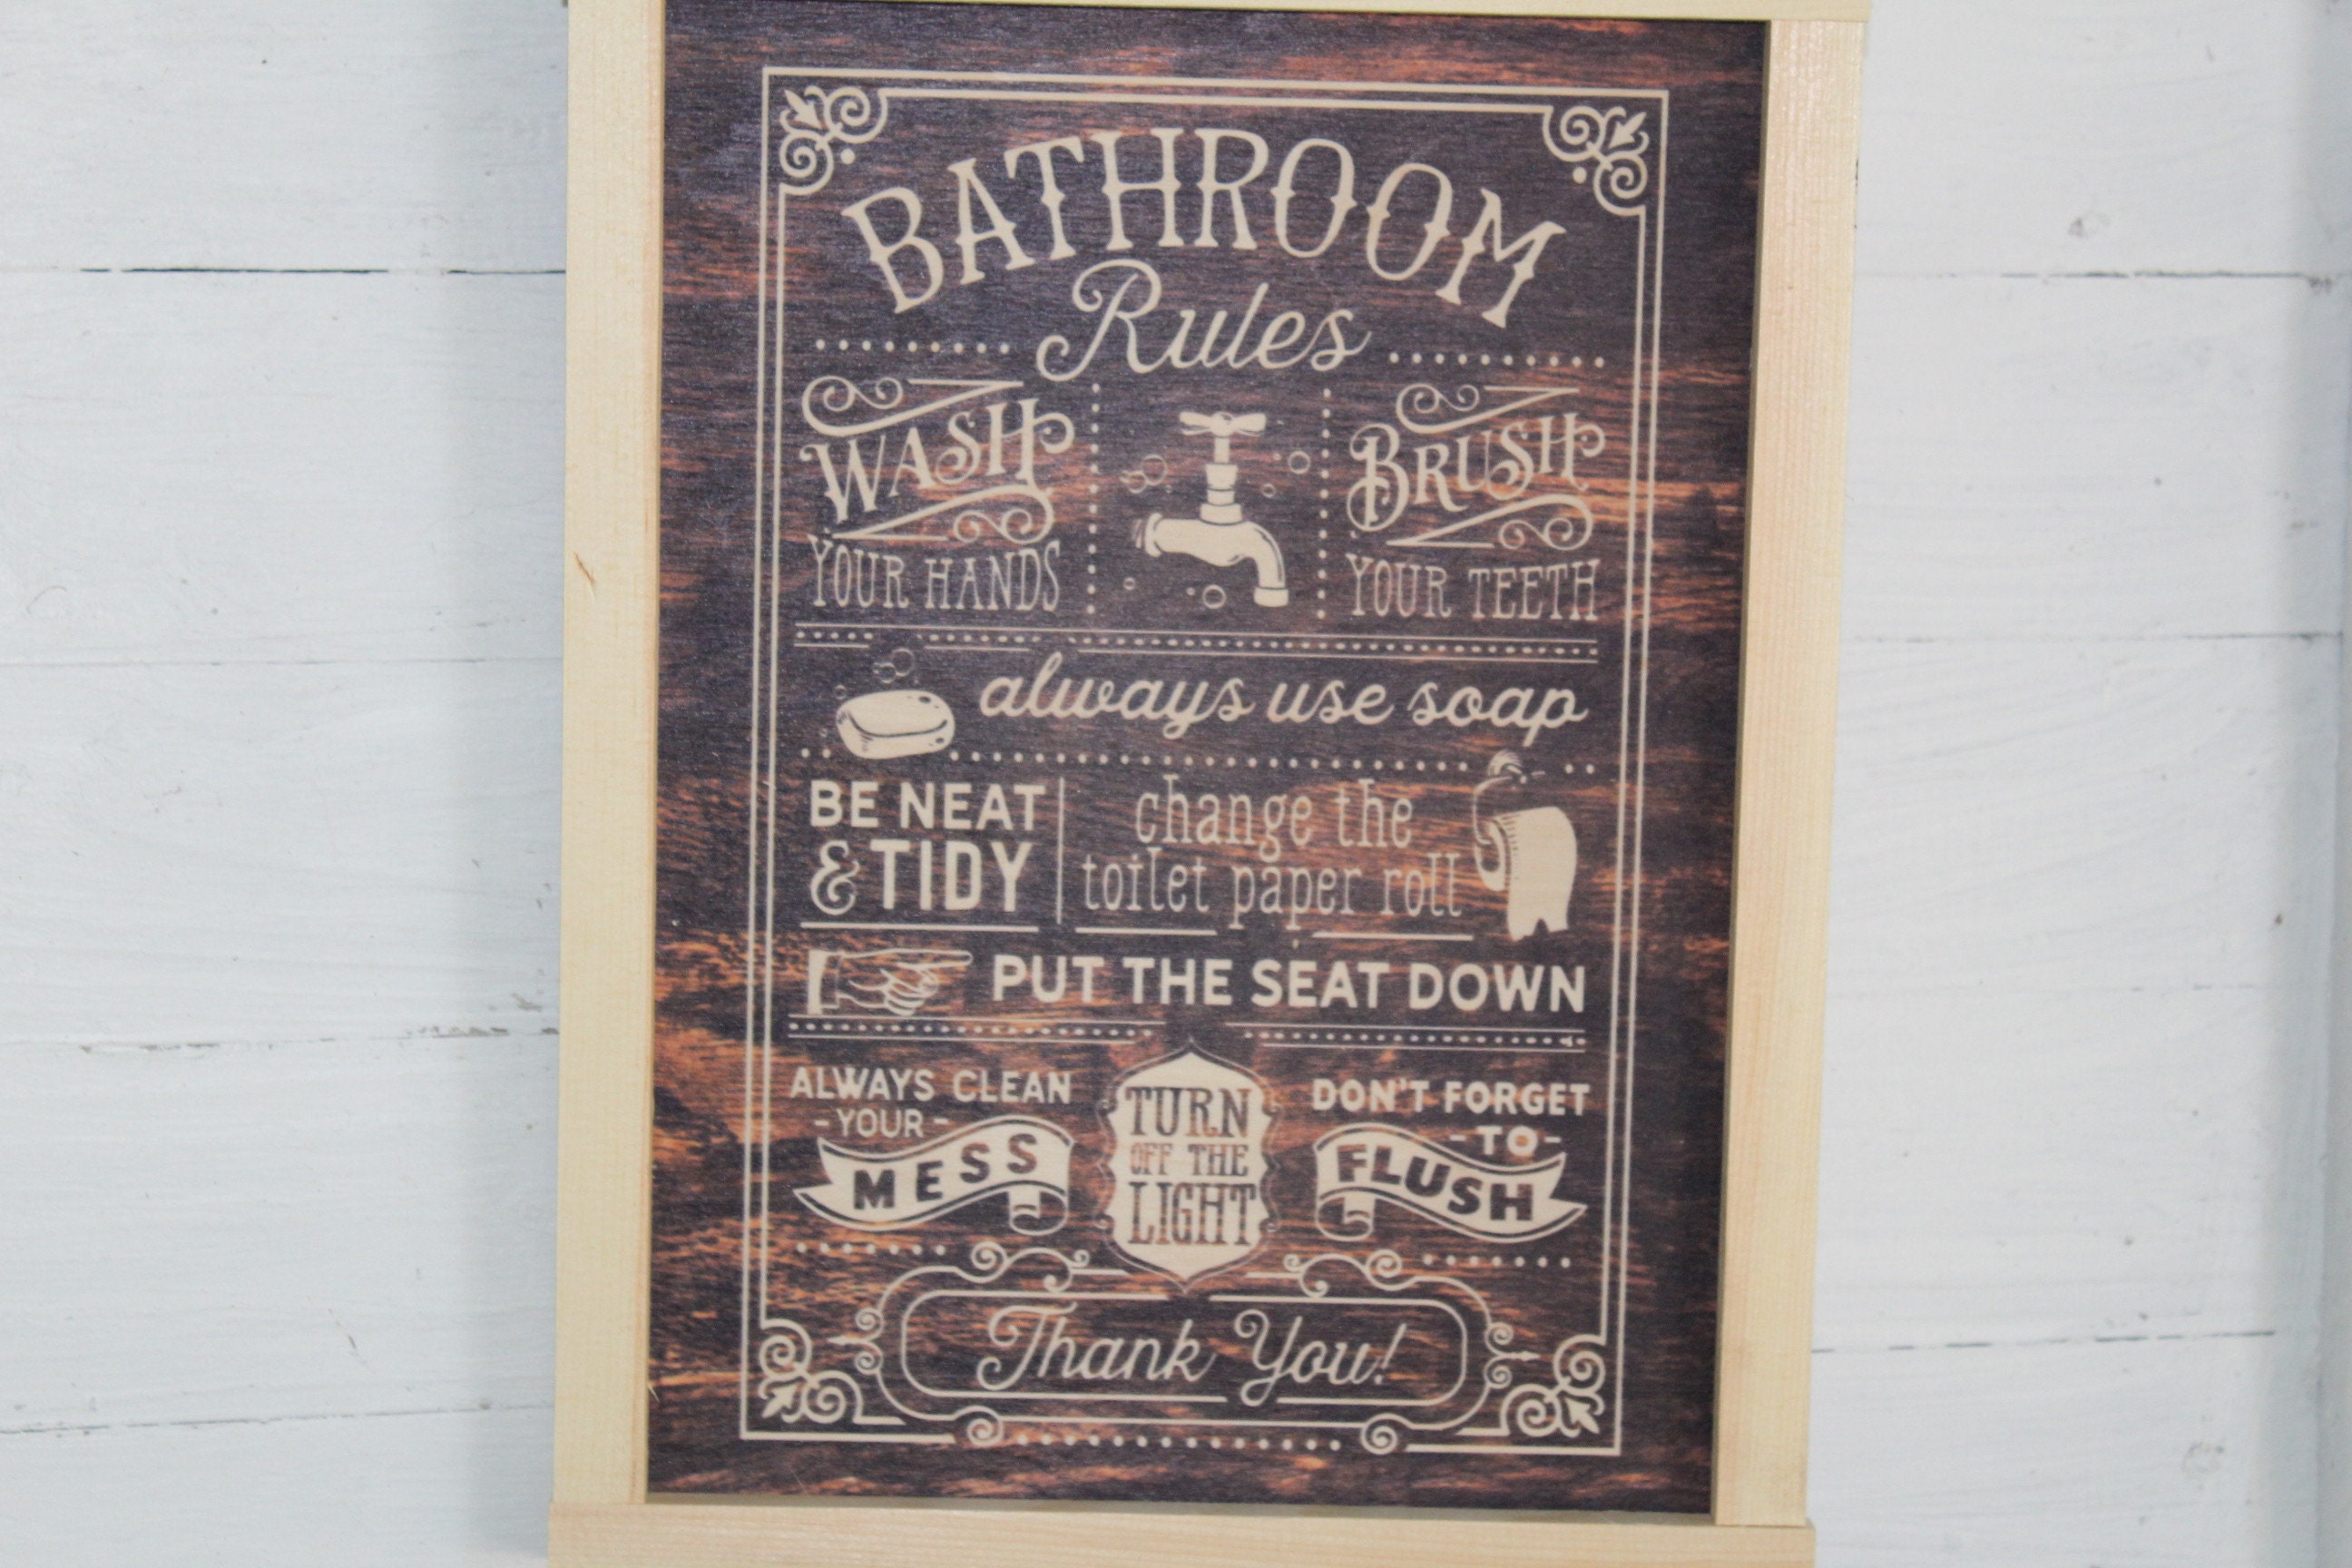 BATHROOM
Rules
WASH
YOUR HANDS
BRUSH
YOUR TEETH
always use soap
BE NEAT
& TIDY
change the
toilet paper roll
PUT THE SEAT DOWN
ALWAYS CLEAN
-YOUR-
MESS
TURN
OFF THE
LIGHT
DON'T FORGET
-TO-
FLUSH
Thank You!